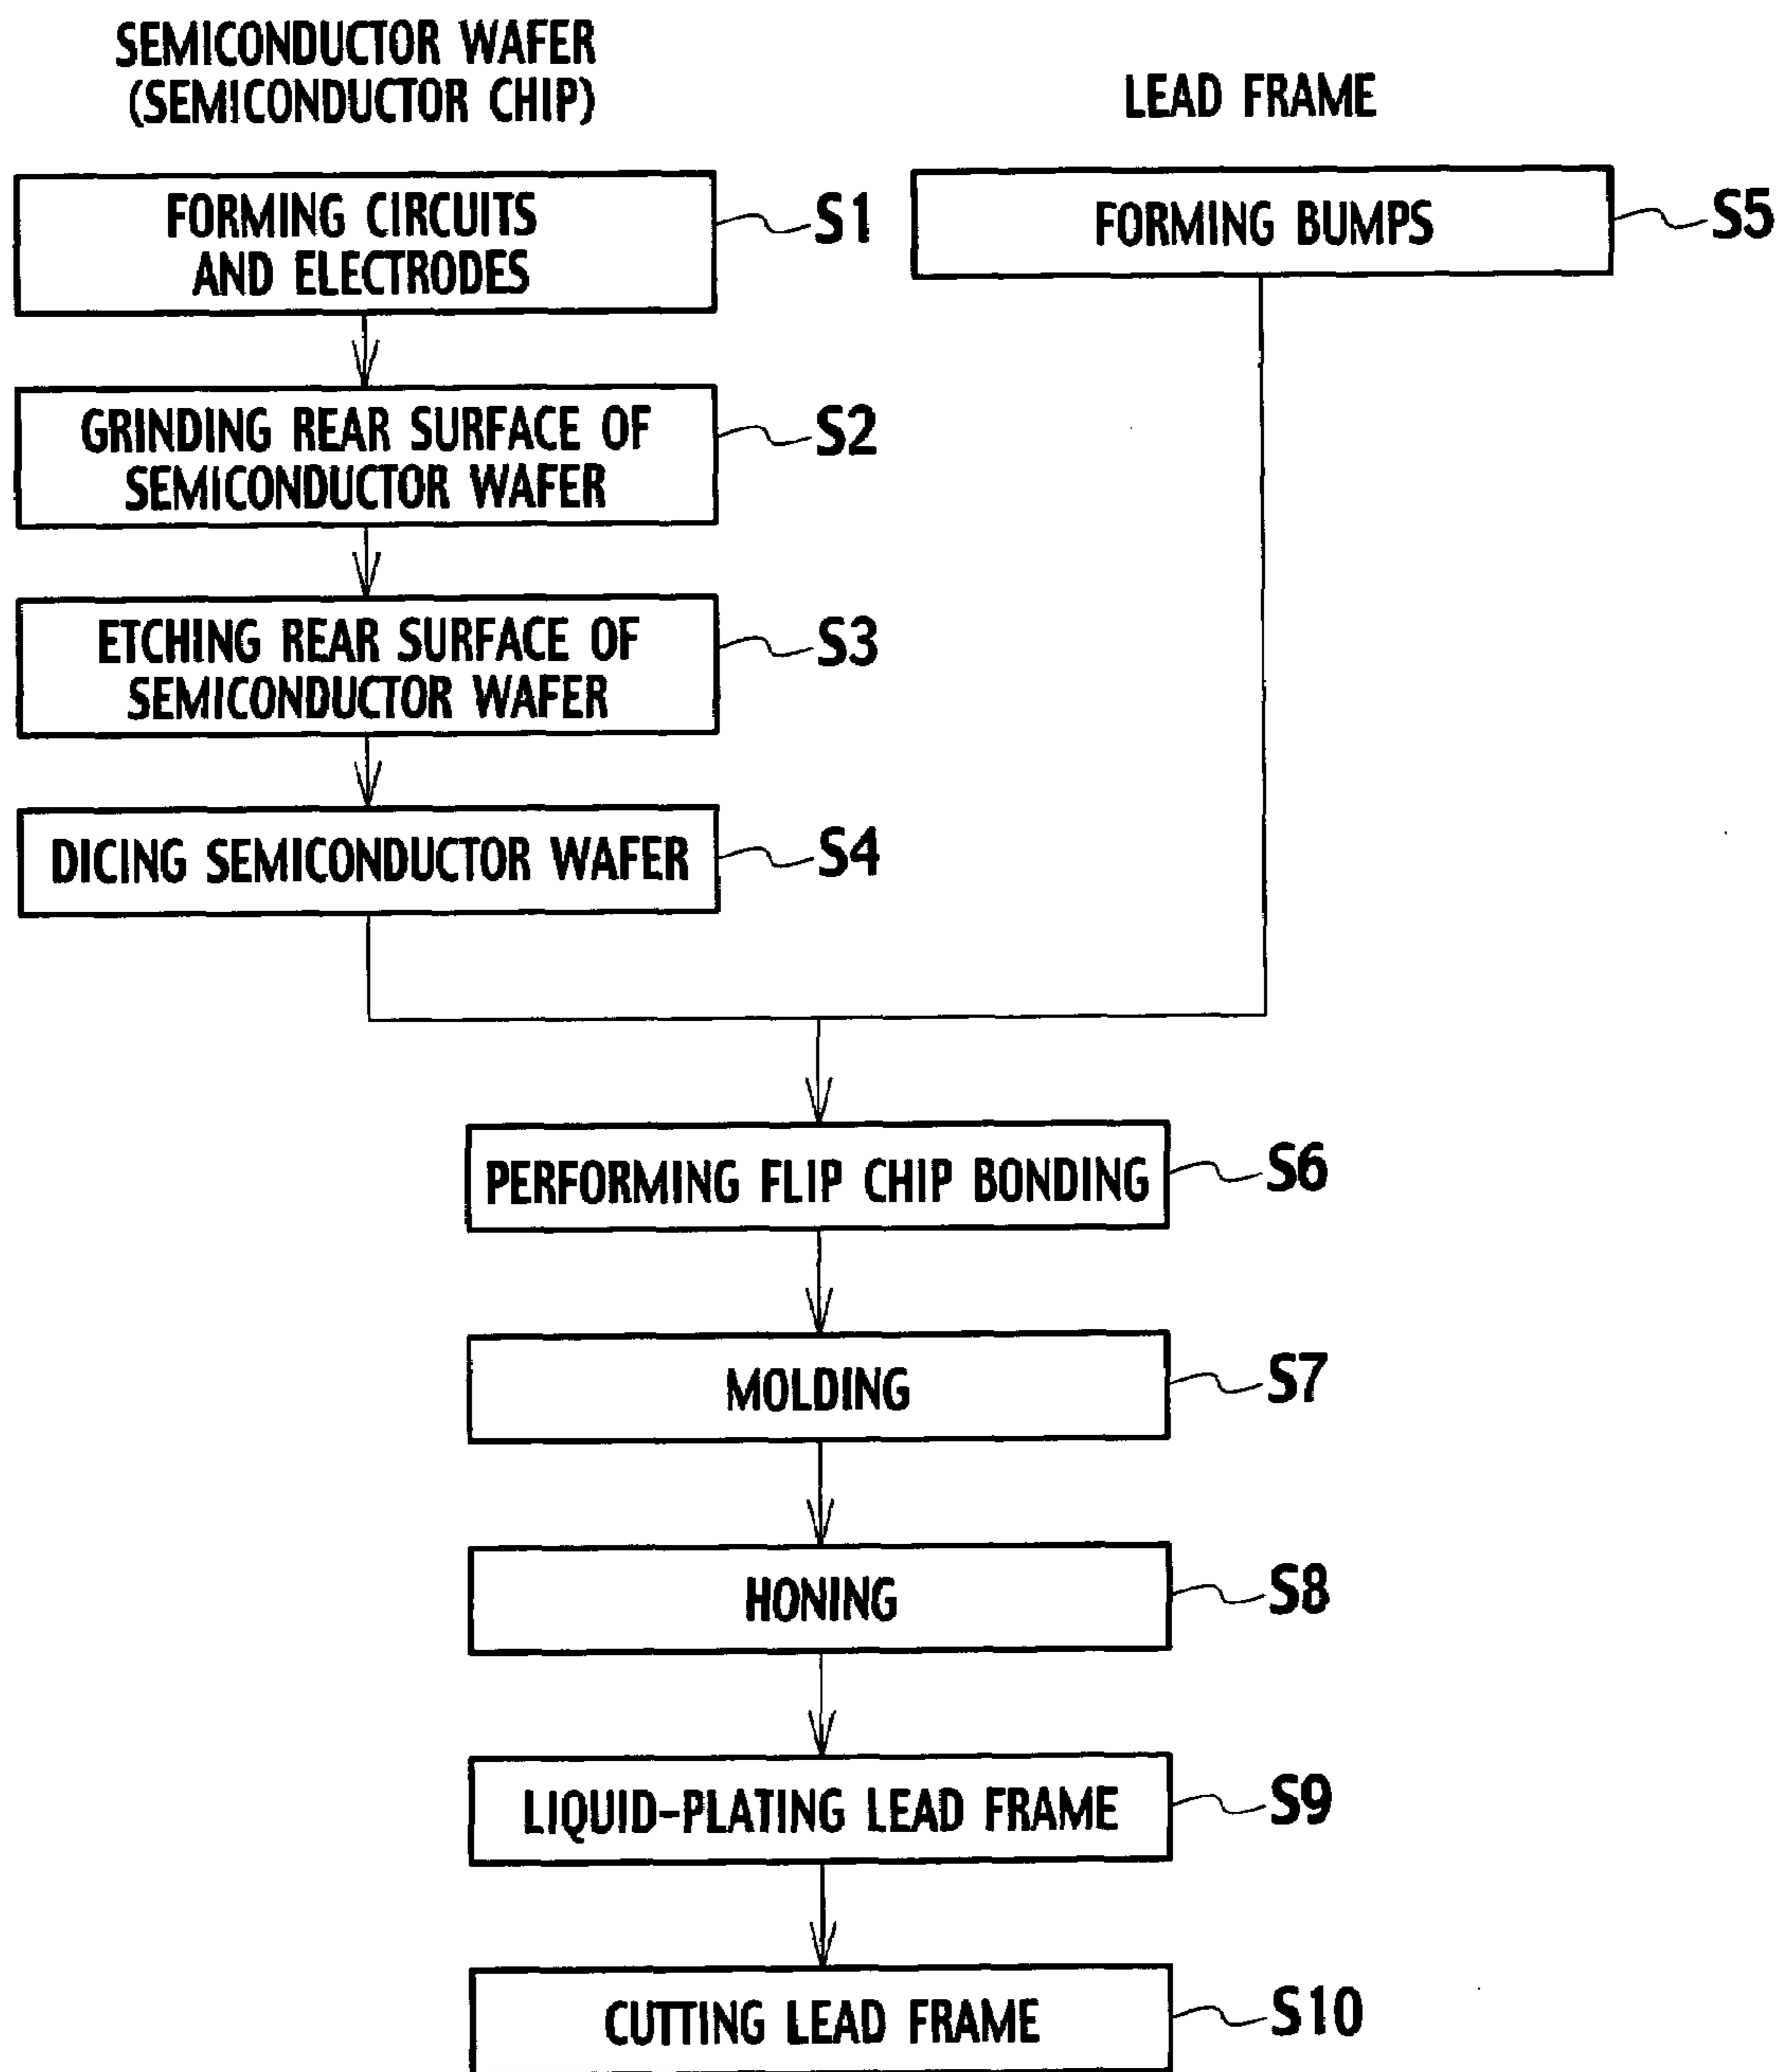 SEMICONDUCTOR WAFER
(SEMICONDUCTOR CHIP)
LEAD FRAME
FORMING CIRCUITS
AND ELECTRODES
S1
FORMING BUMPS
S5
GRINDING REAR SURFACE OF
SEMICONDUCTOR WAFER
S2
ETCHING REAR SURFACE OF
SEMICONDUCTOR WAFER
S3
DICING SEMICONDUCTOR WAFER
S4
PERFORMING FLIP CHIP BONDING
S6
MOLDING
S7
HONING
S8
LIQUID-PLATING LEAD FRAME
S9
CUTTING LEAD FRAME
S10